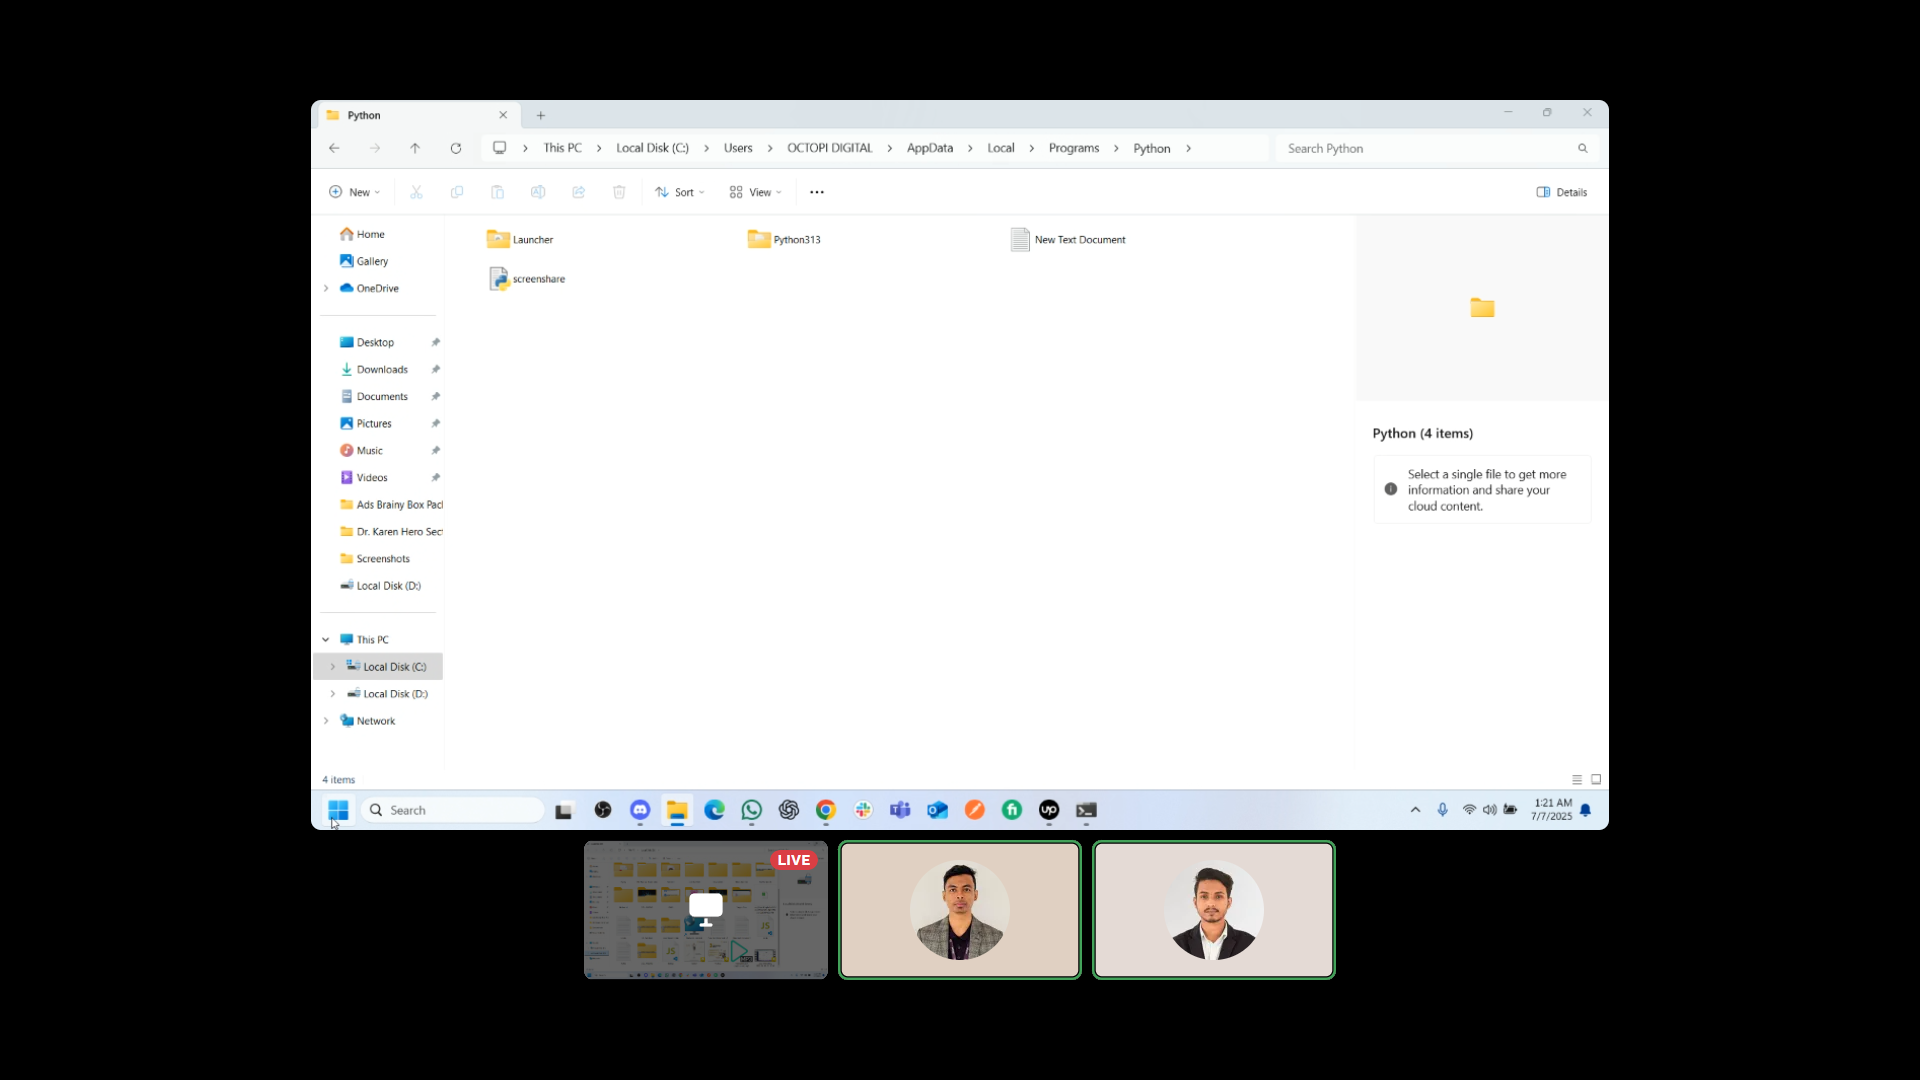 Python
This PC
Local Disk (C:)
Users
OCTOPI DIGITAL
AppData
Local
Programs
Python
Search Python
New
Sort
View
Details
Home
Gallery
OneDrive
Desktop
Downloads
Documents
Pictures
Music
Videos
Ads Brainy Box Pac
Dr. Karen Hero Sec
Screenshots
Local Disk (D:)
This PC
Local Disk (C:)
Local Disk (D:)
Network
Launcher
Python313
New Text Document
screenshare
Python (4 items)
Select a single file to get more
information and share your
cloud content.
4 items
Search
up
1:21 AM
7/7/2025
LIVE